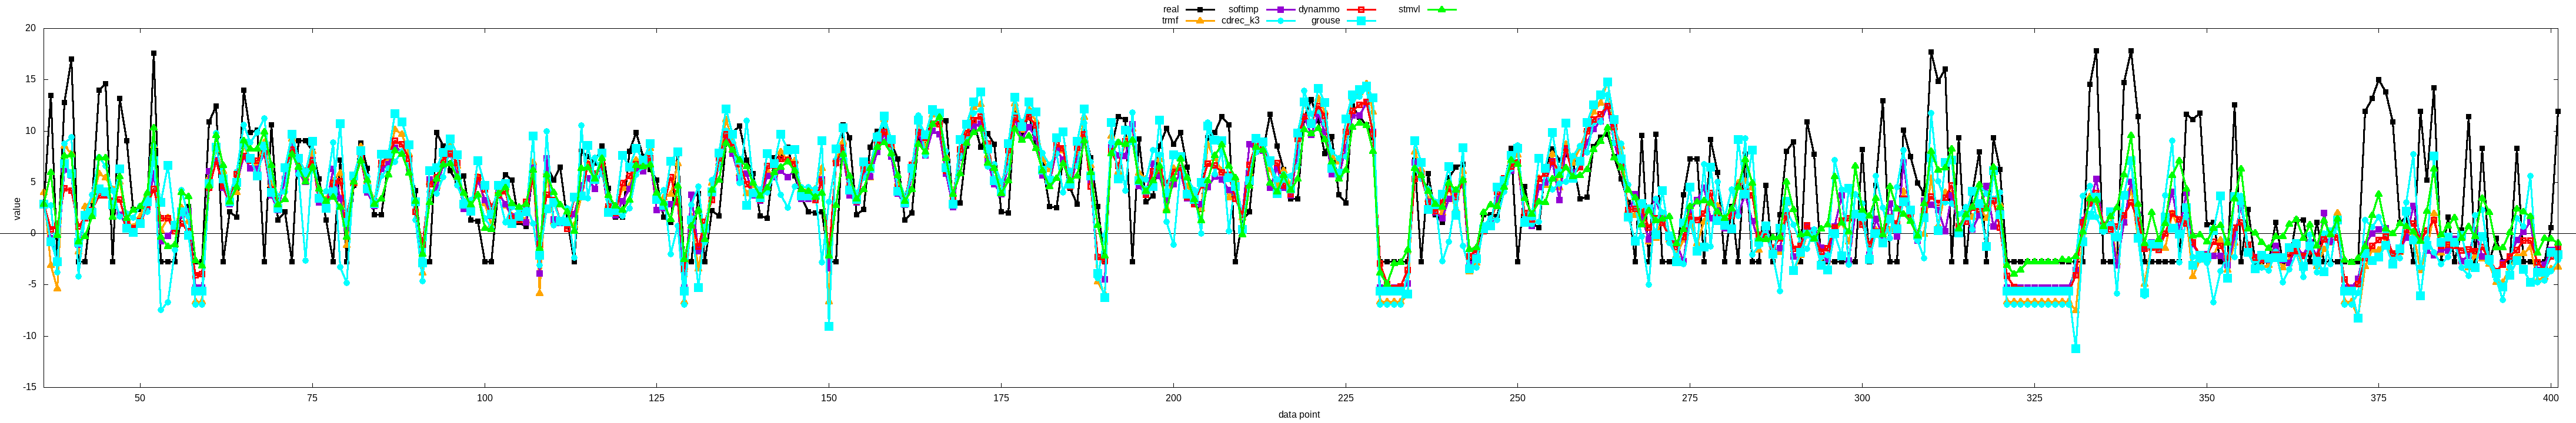 real softimp dynammo stmvl
trmf cdrec_k3 grouse
20
15
10
5
0
-5
-10
-15
value
50 75 100 125 150 175 200 225 250 275 300 325 350 375 400
data point